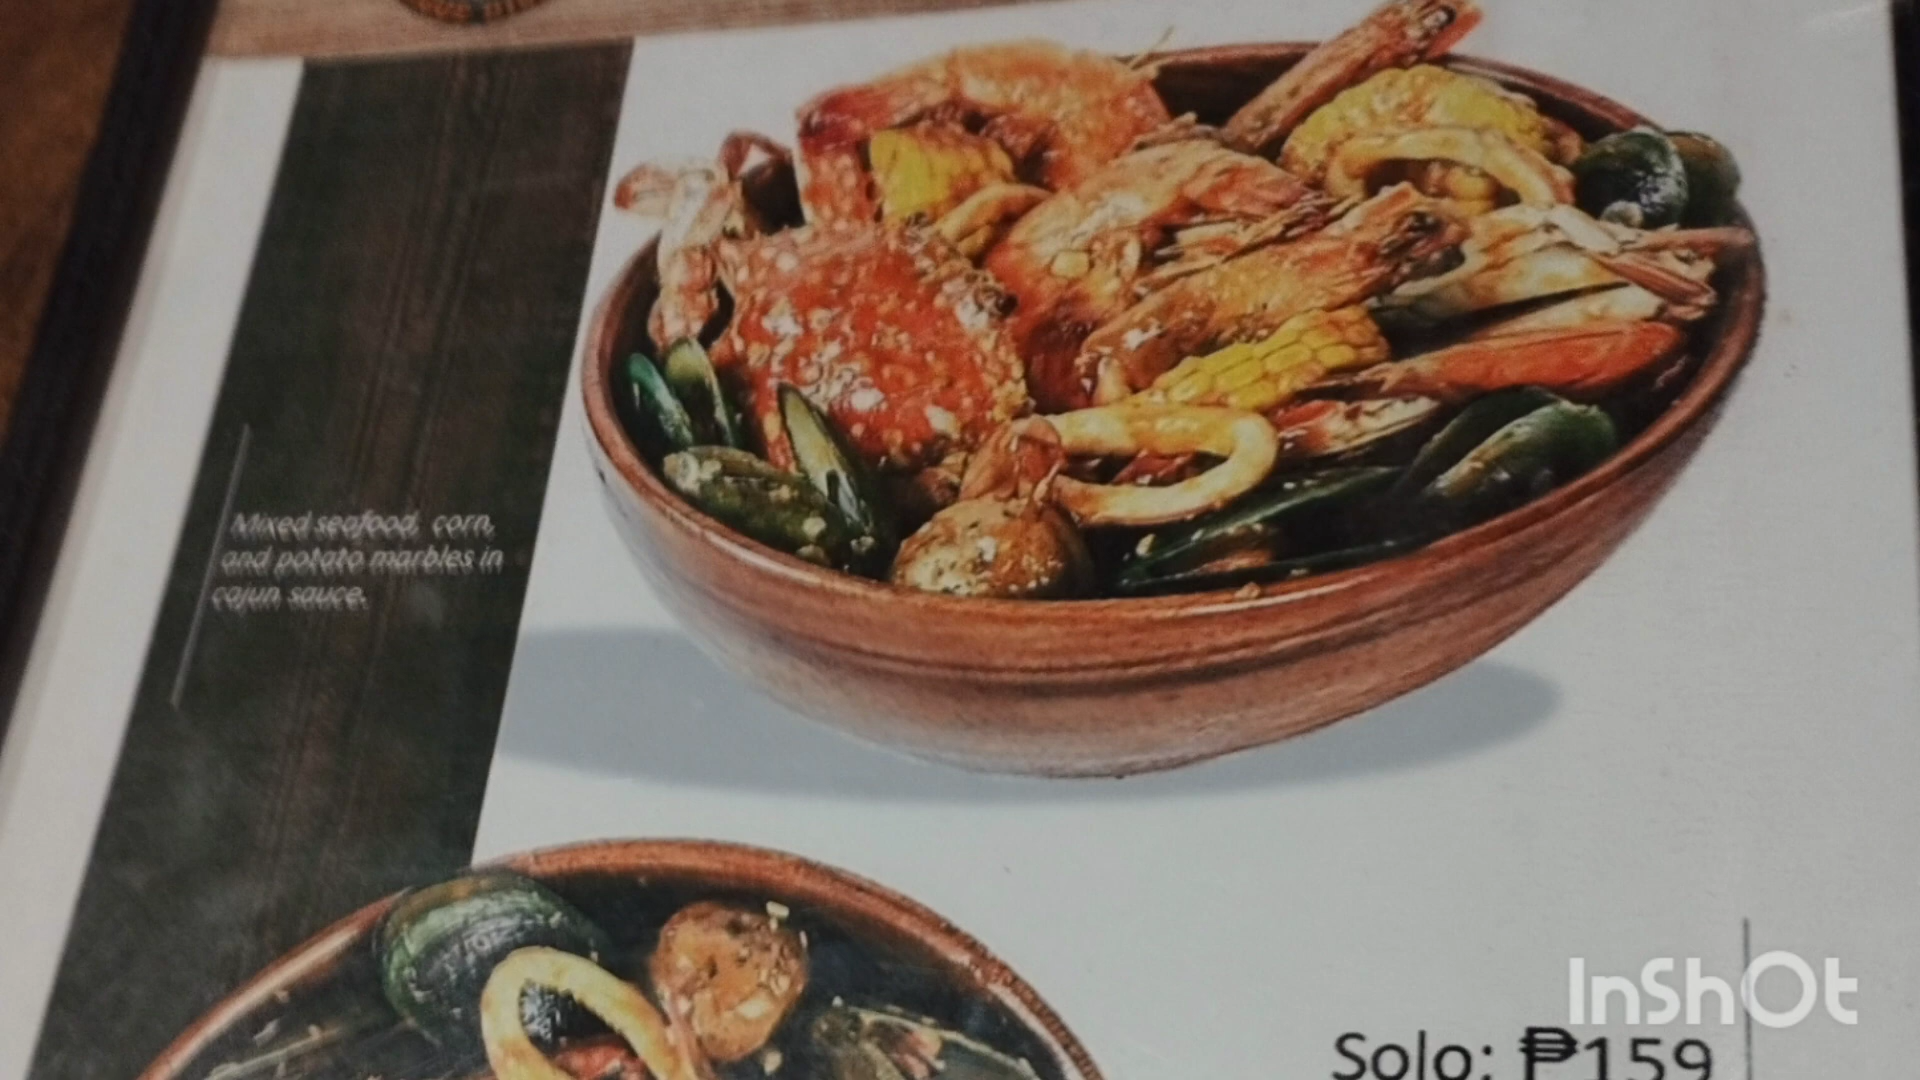 Mixed seafood, corn,
and potato marbles in
cajun sauce.
InShOt
Solo: ₱159